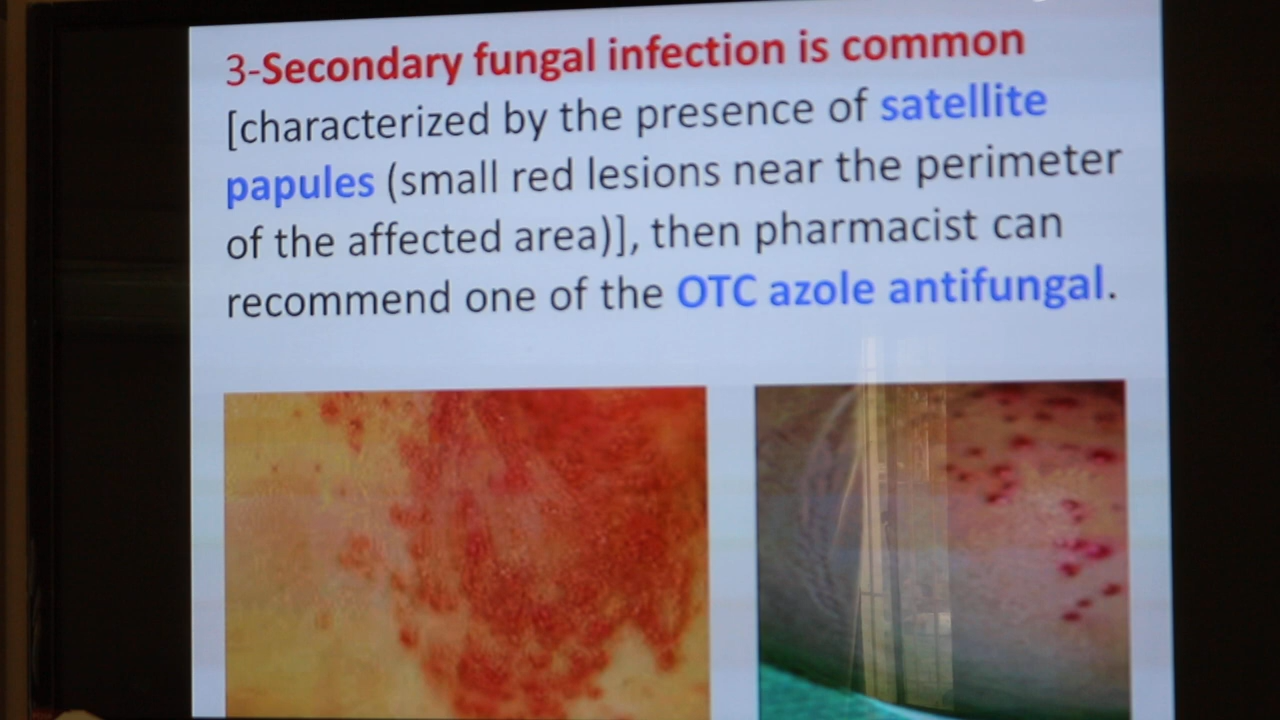 3-Secondary fungal infection is common
[characterized by the presence of satellite
papules (small red lesions near the perimeter
of the affected area)], then pharmacist can
recommend one of the OTC azole antifungal.